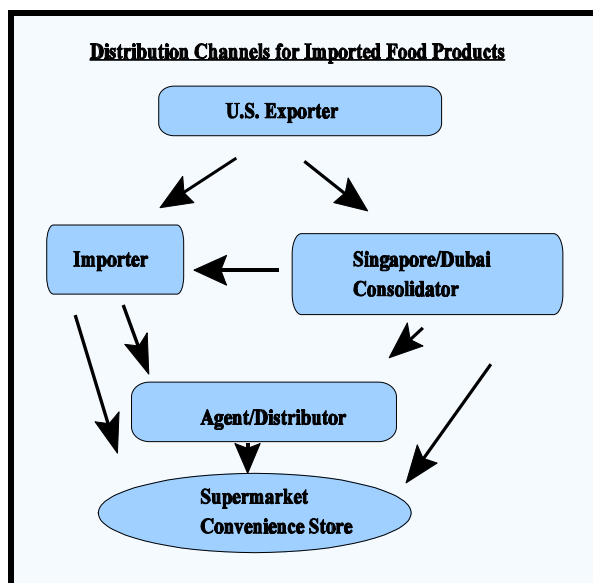 Distribution Channels for Imported Food Products
U.S. Exporter
Importer
Singapore/Dubai
Consolidator
Agent/Distributor
Supermarket
Convenience Store